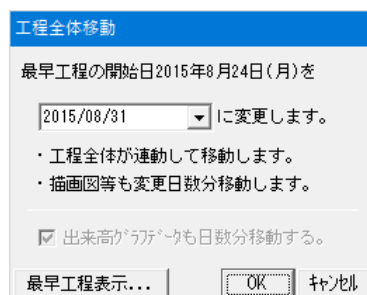 工程全体移動
最早工程の開始日2015年8月24日(月)を
2015/08/31 に変更します。
・工程全体が連動して移動します。
・描画図等も変更日数分移動する。
出来高ｸﾞﾗﾌﾃﾞｰﾀも日数分移動する。
最早工程表示... OK ｷｬﾝｾﾙ